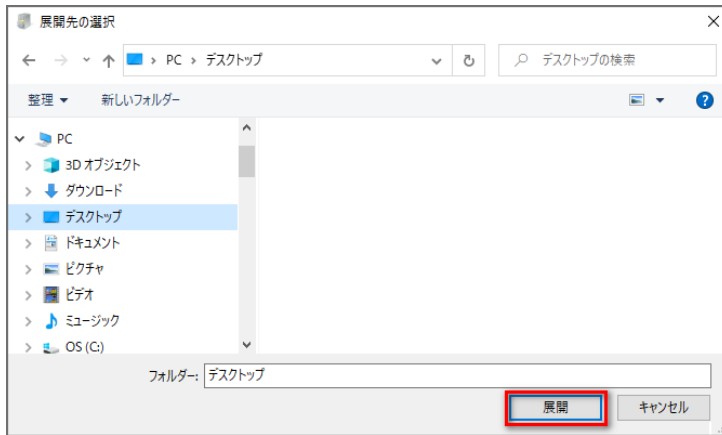 展開先の選択
PC › デスクトップ
デスクトップの検索
整理 新しいフォルダー
PC
3D オブジェクト
ダウンロード
デスクトップ
ドキュメント
ピクチャ
ビデオ
ミュージック
OS (C:)
フォルダー: デスクトップ
展開 キャンセル